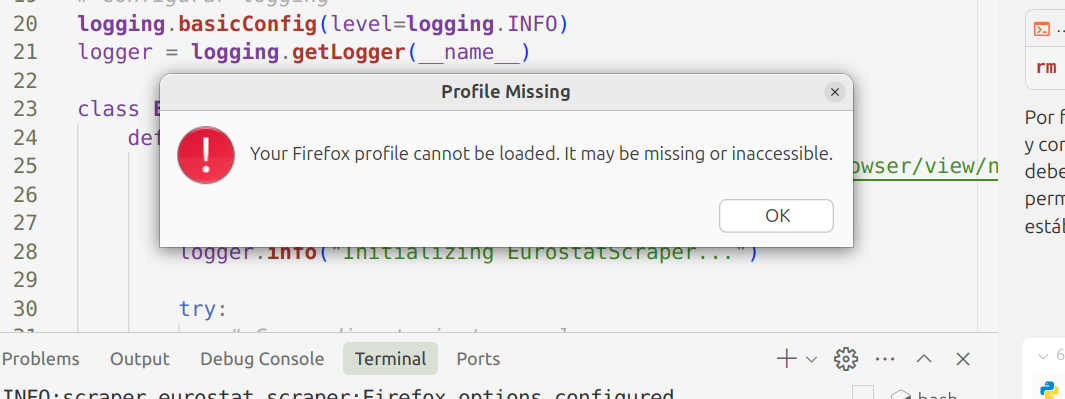 20 logging.basicConfig(level=logging.INFO)
21 logger = logging.getLogger(__name__)
22
23 class
24 def
25 owser/view/n
26
27
28 logger.info("Initializing EurostatScraper...")
29
30 try:
Profile Missing
Your Firefox profile cannot be loaded. It may be missing or inaccessible.
OK
Problems Output Debug Console Terminal Ports
INFO:scraper.eurostat_scraper:Firefox options configured
bash
rm
Por f
y cor
debe
perm
estáb
6